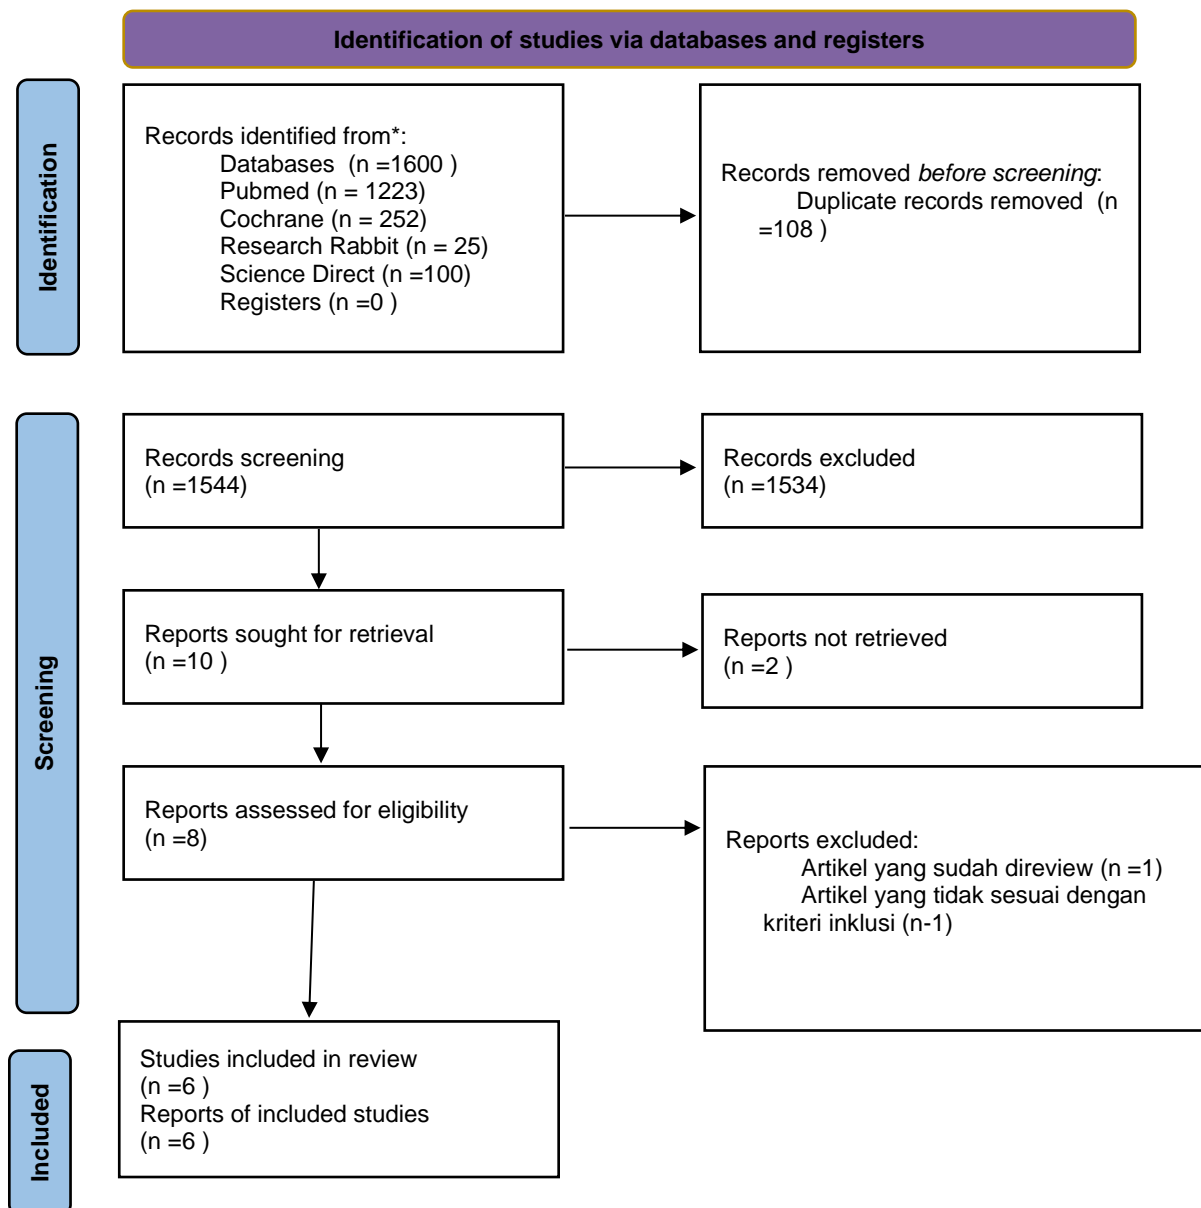 Identification of studies via databases and registers
Identification
Records identified from*:
Databases (n =1600 )
Pubmed (n = 1223)
Cochrane (n = 252)
Research Rabbit (n = 25)
Science Direct (n =100)
Registers (n =0 )
Records removed before screening:
Duplicate records removed (n
=108 )
Screening
Records screening
(n =1544)
Records excluded
(n =1534)
Reports sought for retrieval
(n =10 )
Reports not retrieved
(n =2 )
Reports assessed for eligibility
(n =8)
Reports excluded:
Artikel yang sudah direview (n =1)
Artikel yang tidak sesuai dengan
kriteri inklusi (n-1)
Included
Studies included in review
(n =6 )
Reports of included studies
(n =6 )